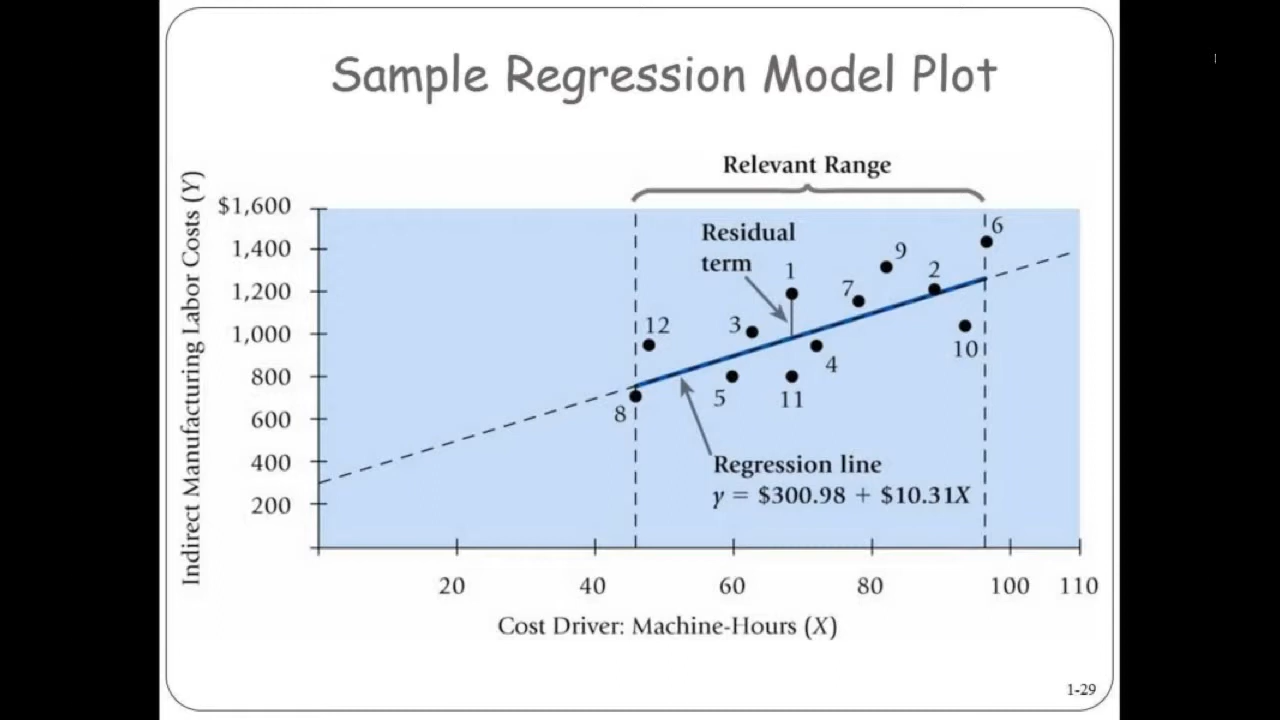 Sample Regression Model Plot
Relevant Range
Indirect Manufacturing Labor Costs (Y)
$1,600
1,400
1,200
1,000
800
600
400
200
Residual
term
1
2
3
4
5
6
7
8
9
10
11
12
Regression line
y = $300.98 + $10.31X
20 40 60 80 100 110
Cost Driver: Machine-Hours (X)
1-29